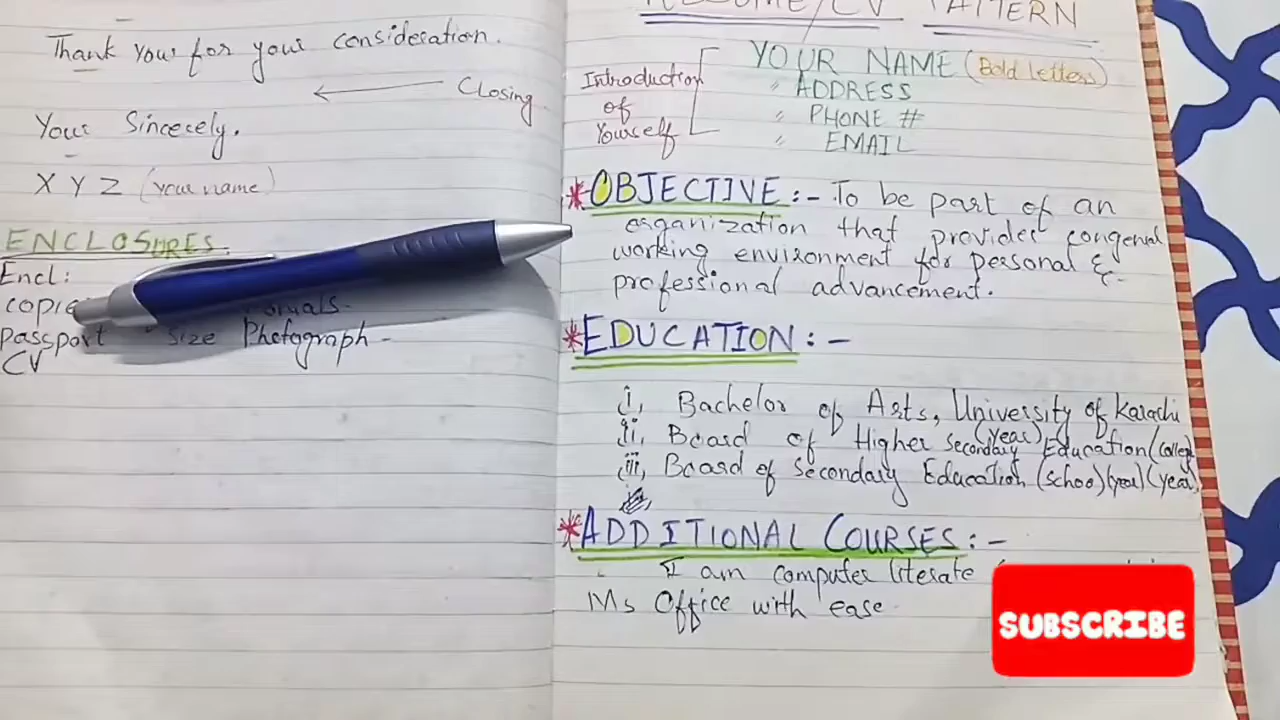 Thank your for your consideration.
Closing
Your Sincerely.
X Y Z (your name)
ENCLOSURES
Encl:
passport size Photograph -
CV
PATTERN
Introduction
of
Yourself
YOUR NAME (Bold letters)
" ADDRESS
" PHONE #
" EMAIL
*OBJECTIVE :- To be part of an
organization that provides congenial
working environment for personal &
professional advancement.
*EDUCATION :-
i, Bachelor of Arts, University of Karachi
(year)
ii, Board of Higher secondary Education (college
iii, Board of Secondary Education (school) (year) (year)
*ADDITIONAL COURSES :-
I am computer literate
Ms Office with ease.
SUBSCRIBE